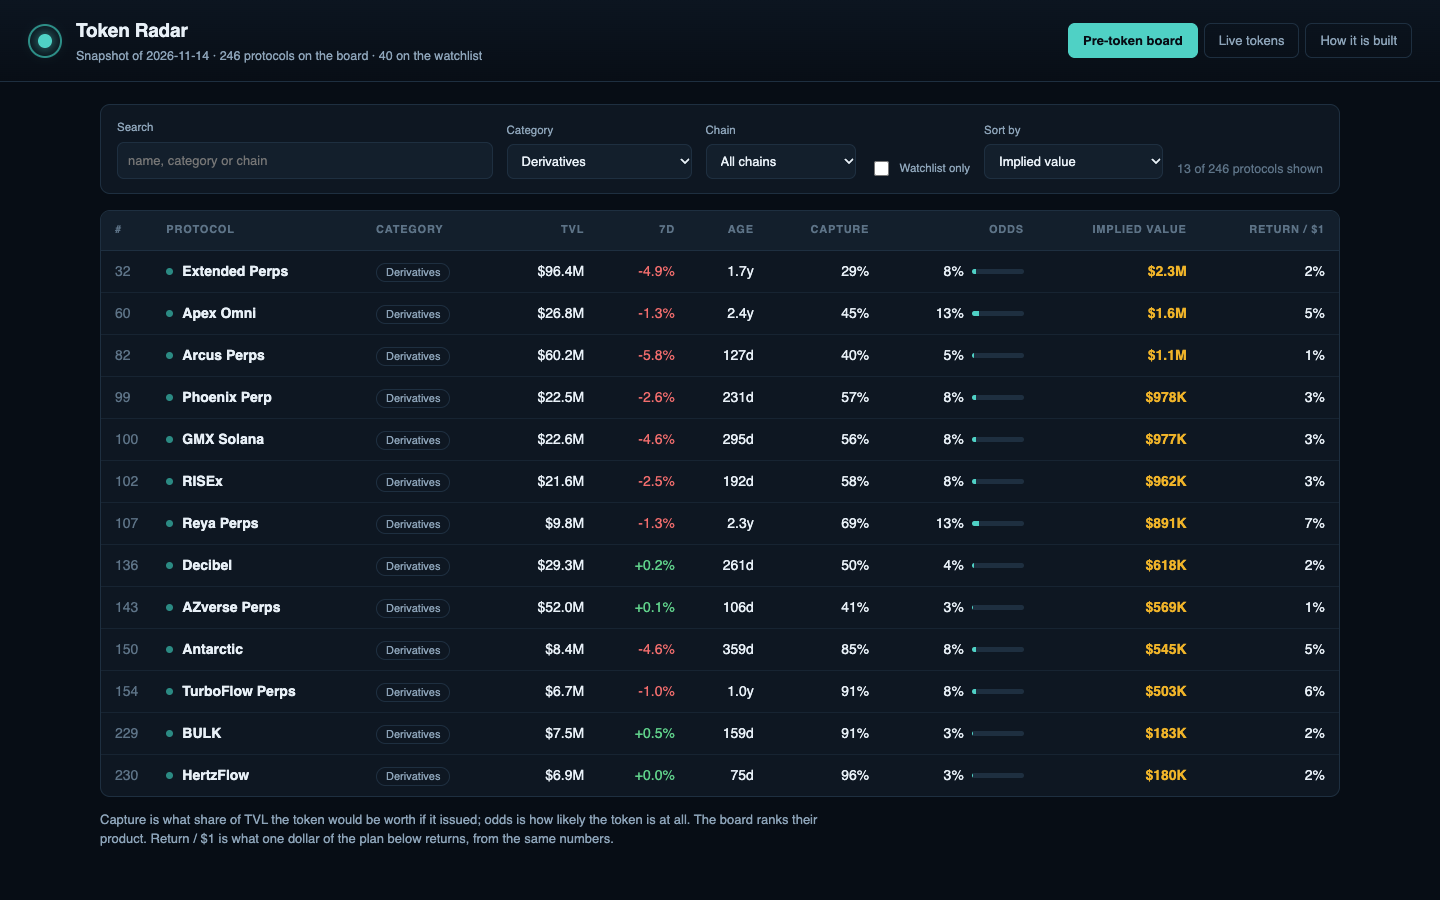 Token Radar
Snapshot of 2026-11-14 · 246 protocols on the board · 40 on the watchlist
Pre-token board
Live tokens
How it is built
Search
name, category or chain
Category
Derivatives
Chain
All chains
Watchlist only
Sort by
Implied value
13 of 246 protocols shown
# PROTOCOL CATEGORY TVL 7D AGE CAPTURE ODDS IMPLIED VALUE RETURN / $1
32 Extended Perps Derivatives $96.4M -4.9% 1.7y 29% 8% $2.3M 2%
60 Apex Omni Derivatives $26.8M -1.3% 2.4y 45% 13% $1.6M 5%
82 Arcus Perps Derivatives $60.2M -5.8% 127d 40% 5% $1.1M 1%
99 Phoenix Perp Derivatives $22.5M -2.6% 231d 57% 8% $978K 3%
100 GMX Solana Derivatives $22.6M -4.6% 295d 56% 8% $977K 3%
102 RISEx Derivatives $21.6M -2.5% 192d 58% 8% $962K 3%
107 Reya Perps Derivatives $9.8M -1.3% 2.3y 69% 13% $891K 7%
136 Decibel Derivatives $29.3M +0.2% 261d 50% 4% $618K 2%
143 AZverse Perps Derivatives $52.0M +0.1% 106d 41% 3% $569K 1%
150 Antarctic Derivatives $8.4M -4.6% 359d 85% 8% $545K 5%
154 TurboFlow Perps Derivatives $6.7M -1.0% 1.0y 91% 8% $503K 6%
229 BULK Derivatives $7.5M +0.5% 159d 91% 3% $183K 2%
230 HertzFlow Derivatives $6.9M +0.0% 75d 96% 3% $180K 2%
Capture is what share of TVL the token would be worth if it issued; odds is how likely the token is at all. The board ranks their
product. Return / $1 is what one dollar of the plan below returns, from the same numbers.